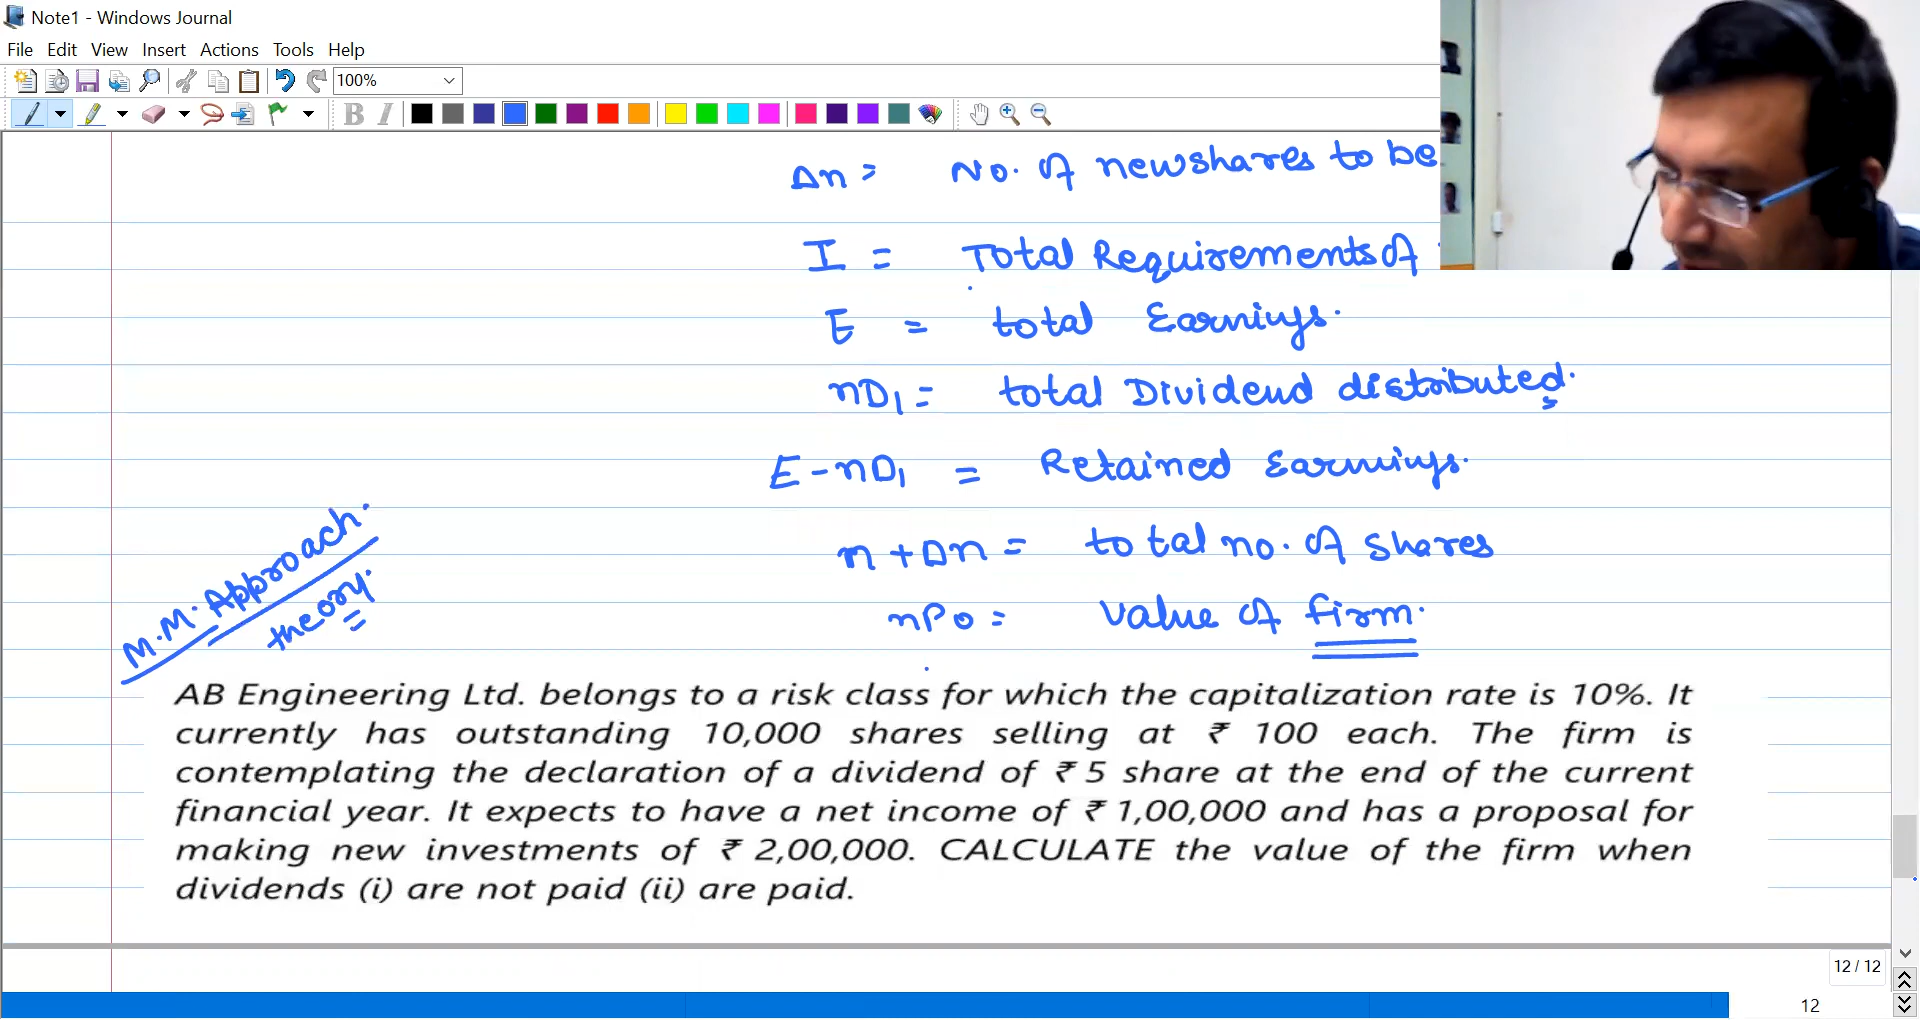 Note1 - Windows Journal
File Edit View Insert Actions Tools Help
100%
B I
Δn = No. of new shares to be
I = Total Requirements of
E = total Earnings.
nD1 = total Dividend distributed.
E - nD1 = Retained Earnings.
n + Δn = total no. of shares
nPo = Value of firm.
M.M. Approach.
theory.
AB Engineering Ltd. belongs to a risk class for which the capitalization rate is 10%. It
currently has outstanding 10,000 shares selling at ₹ 100 each. The firm is
contemplating the declaration of a dividend of ₹ 5 share at the end of the current
financial year. It expects to have a net income of ₹ 1,00,000 and has a proposal for
making new investments of ₹ 2,00,000. CALCULATE the value of the firm when
dividends (i) are not paid (ii) are paid.
12 / 12
12